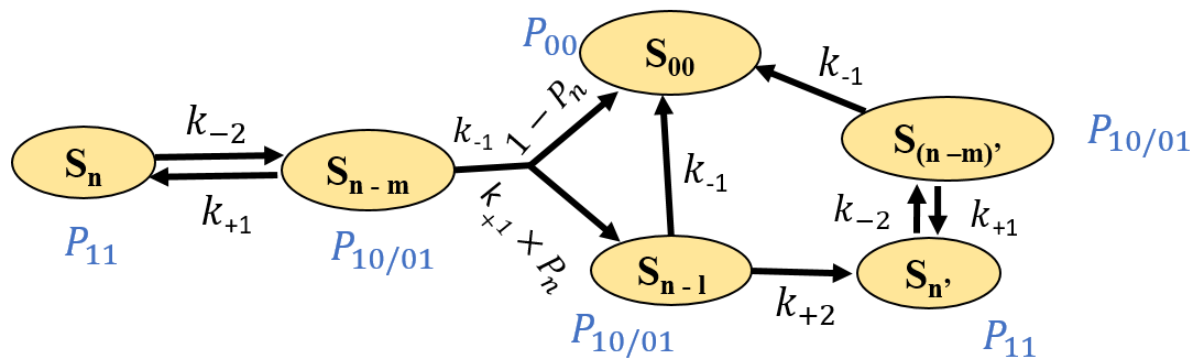 P₀₀
S₀₀
k₋₁
k₋₂
Sₙ
k₊₁
P₁₁
Sₙ ₋ ₘ
P₁₀/₀₁
k₋₁
1 − Pₙ
k₊₁ × Pₙ
k₋₁
Sₙ ₋ ₗ
P₁₀/₀₁
k₊₂
S₍ₙ ₋ₘ₎’
P₁₀/₀₁
k₋₂
k₊₁
Sₙ’
P₁₁